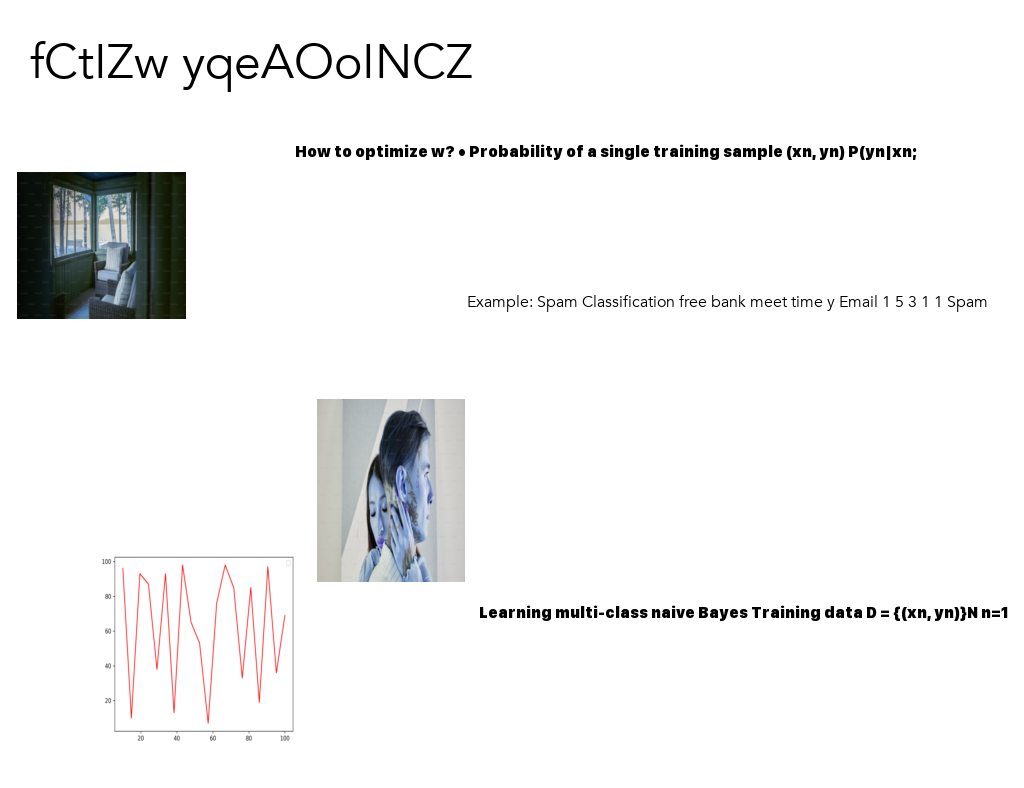 fCtIZw yqeAOoINCZ
How to optimize w? • Probability of a single training sample (xn, yn) P(yn|xn;
Example: Spam Classification free bank meet time y Email 1 5 3 1 1 Spam
Learning multi-class naive Bayes Training data D = {(xn, yn)}N n=1
100
80
60
40
20
20 40 60 80 100